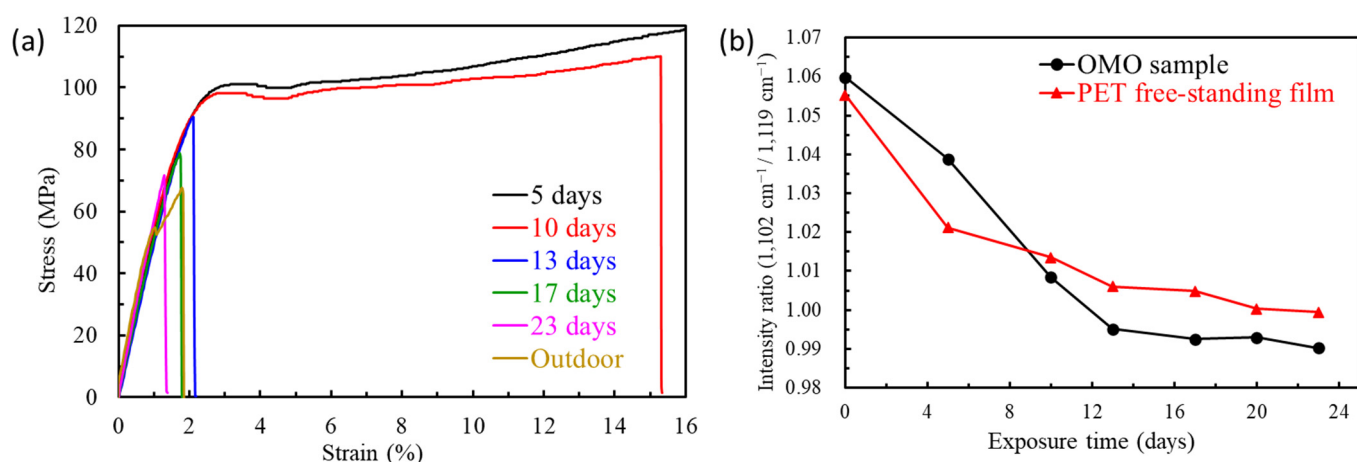 (a)
120
100
80
60
40
20
0
Stress (MPa)
5 days
10 days
13 days
17 days
23 days
Outdoor
0 2 4 6 8 10 12 14 16
Strain (%)
(b)
1.07
1.06
1.05
1.04
1.03
1.02
1.01
1.00
0.99
0.98
Intensity ratio (1,102 cm⁻¹ / 1,119 cm⁻¹)
OMO sample
PET free-standing film
0 4 8 12 16 20 24
Exposure time (days)